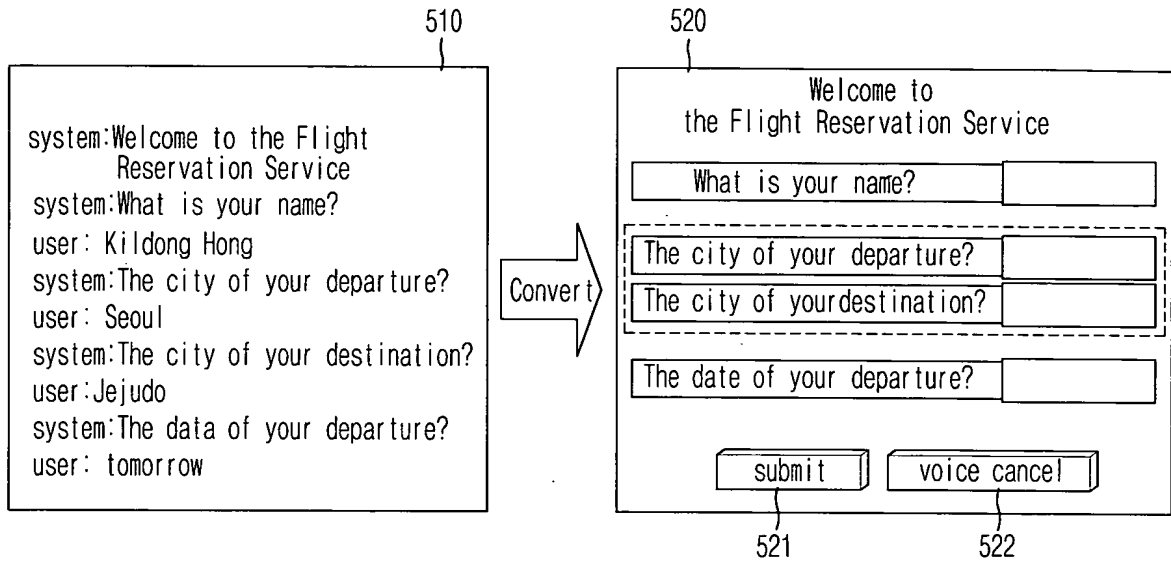 510
system:Welcome to the Flight
Reservation Service
system:What is your name?
user: Kildong Hong
system:The city of your departure?
user: Seoul
system:The city of your destination?
user:Jejudo
system:The data of your departure?
user: tomorrow
Convert
520
Welcome to
the Flight Reservation Service
What is your name?
The city of your departure?
The city of yourdestination?
The date of your departure?
submit
voice cancel
521
522